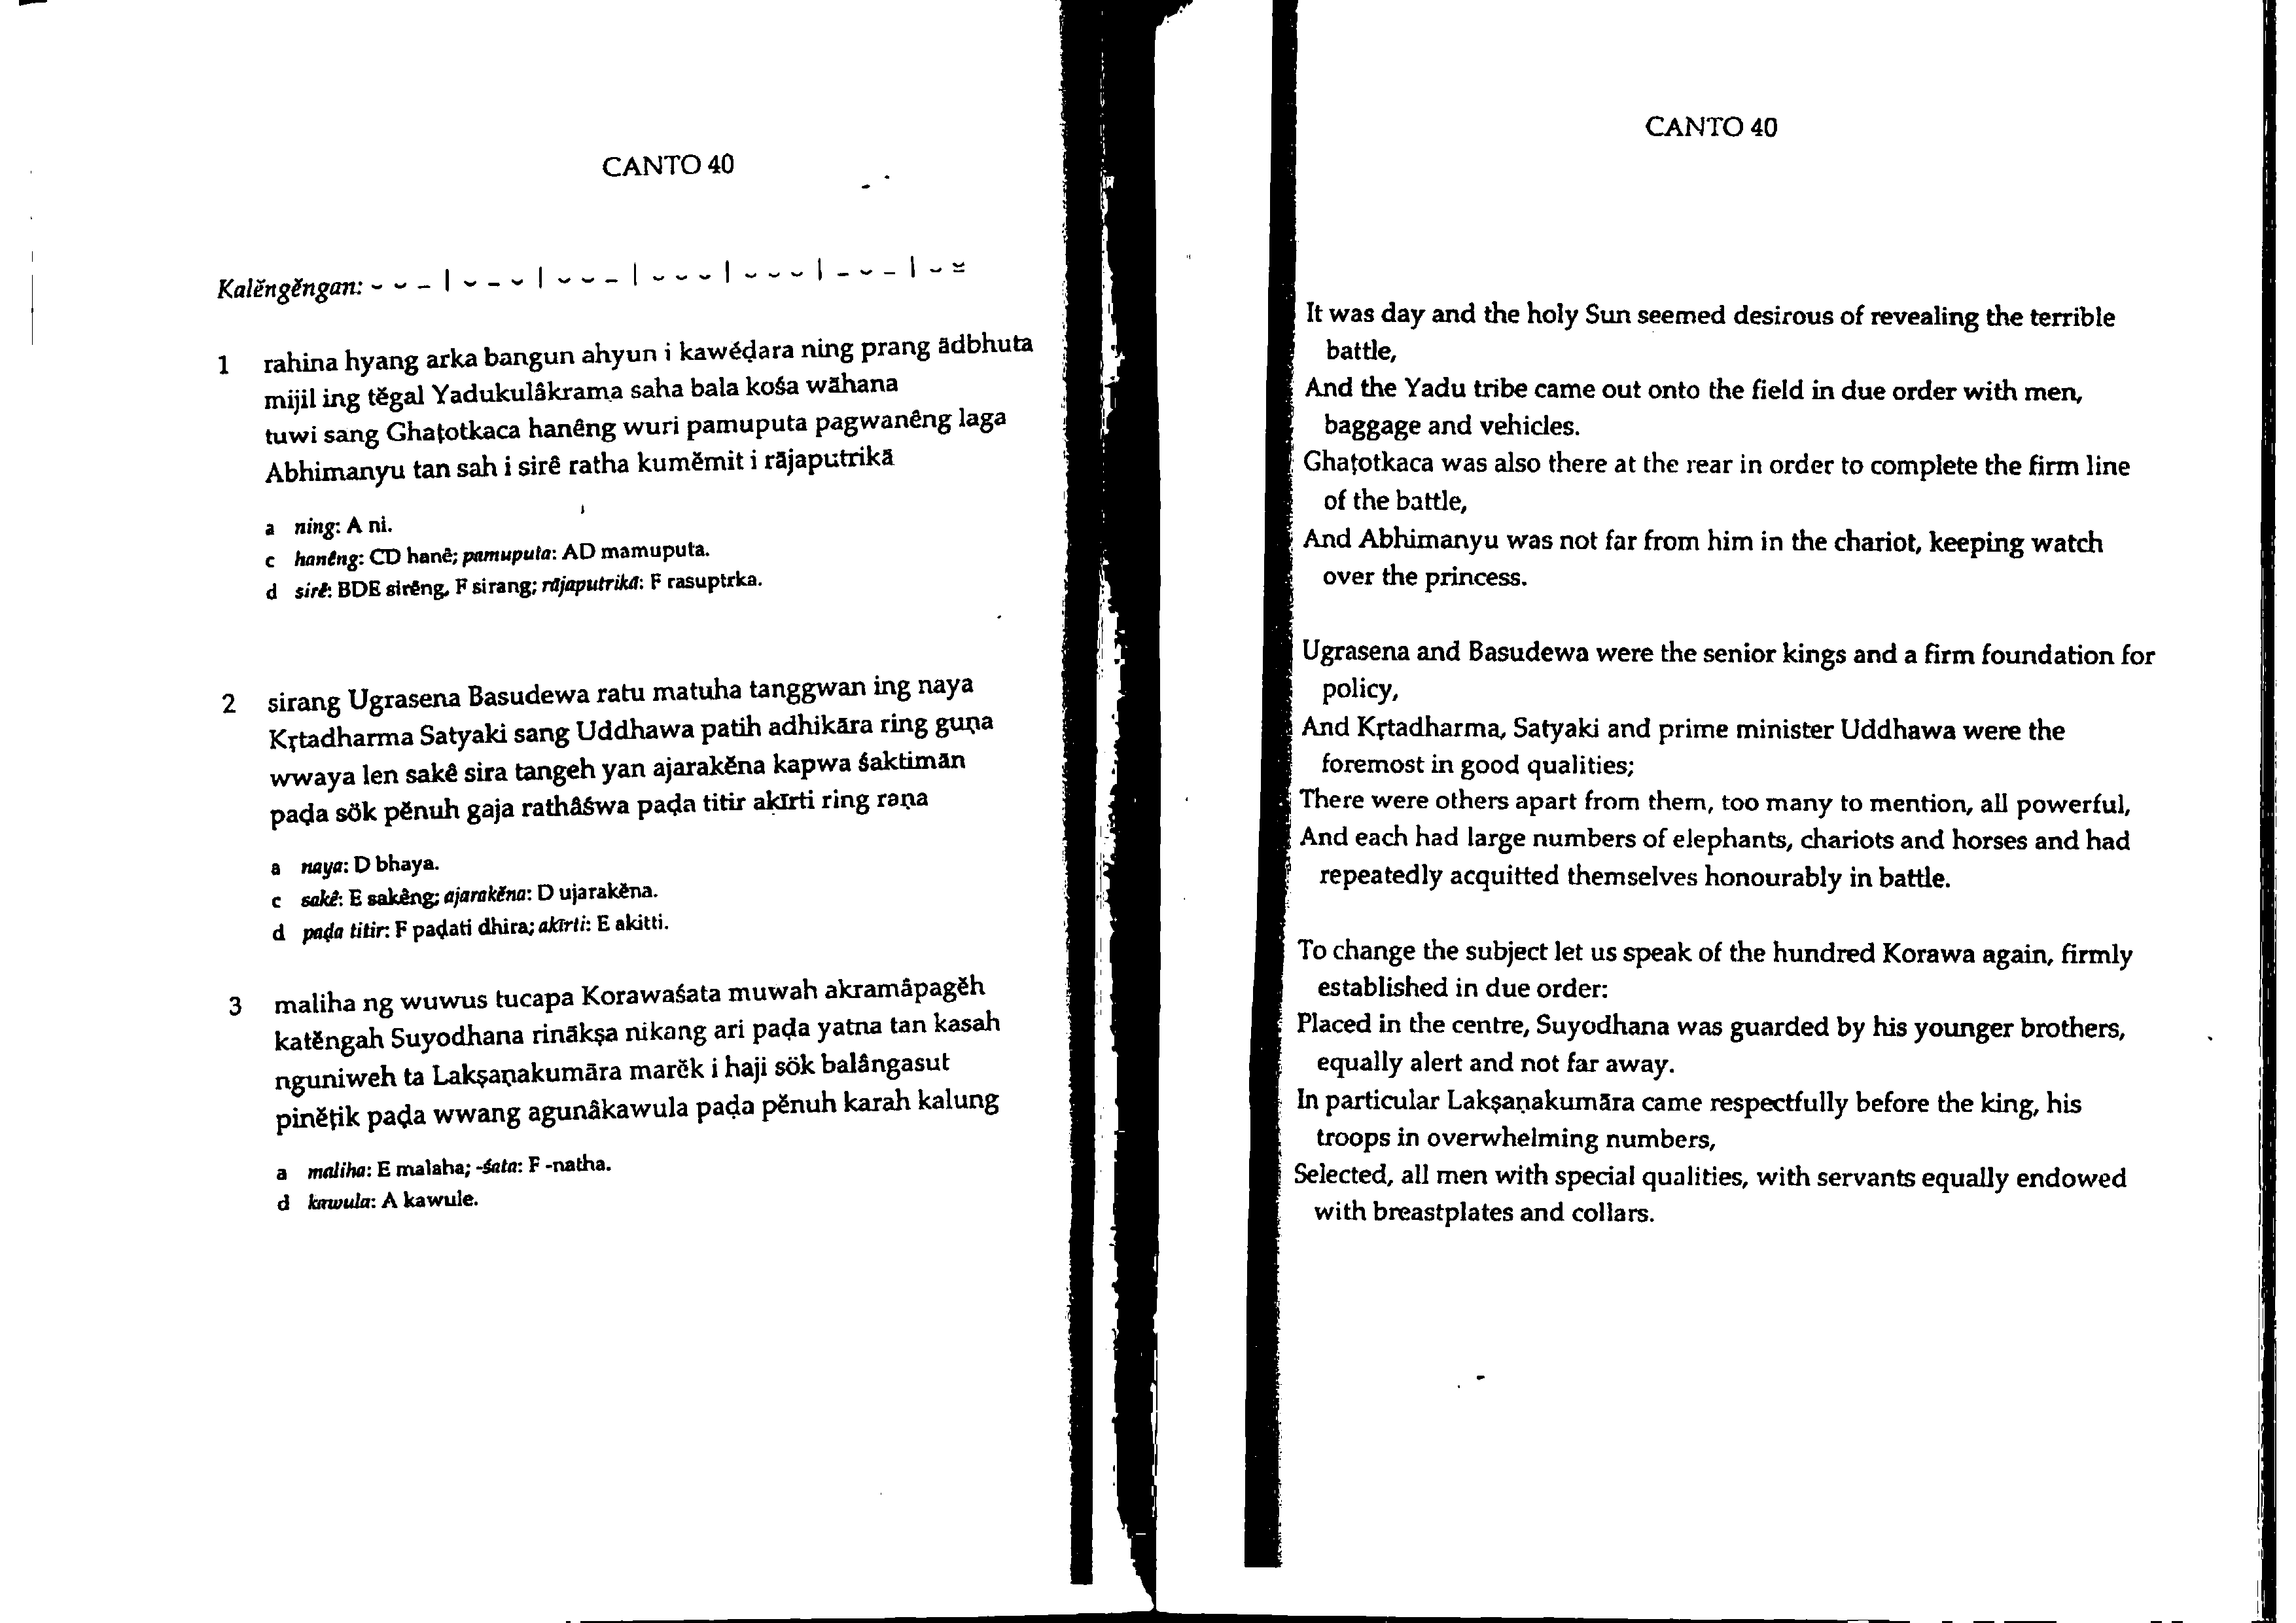 CANTO 40
Kalĕngĕngan: ⏑ ⏑ – | ⏑ – ⏑ | ⏑ ⏑ – | ⏑ ⏑ ⏑ | ⏑ ⏑ ⏑ | – ⏑ – | ⏑ ⏓
1 rahina hyang arka bangun ahyun i kawéḍara ning prang ādbhuta
mijil ing tĕgal Yadukulâkrama saha bala kośa wāhana
tuwi sang Ghaṭotkaca hanêng wuri pamuputa pagwanêng laga
Abhimanyu tan sah i sirê ratha kumĕmit i rājaputrikā
a ning: A ni.
c hanêng: CD hanê; pamuputa: AD mamuputa.
d sirê: BDE sirêng, F sirang; rājaputrikā: F rasuptrka.
2 sirang Ugrasena Basudewa ratu matuha tanggwan ing naya
Kṛtadharma Satyaki sang Uddhawa patih adhikāra ring guṇa
wwaya len sakê sira tangeh yan ajarakĕna kapwa śaktimān
paḍa sök pĕnuh gaja rathâśwa paḍa titir akīrti ring raṇa
a naya: D bhaya.
c sakê: E sakêng; ajarakĕna: D ujarakĕna.
d paḍa titir: F paḍati dhira; akīrti: E akitti.
3 maliha ng wuwus tucapa Korawaśata muwah akramâpagĕh
katĕngah Suyodhana rinākṣa nikang ari paḍa yatna tan kasah
nguniweh ta Lakṣaṇakumāra marĕk i haji sök balângasut
pinĕṭik paḍa wwang agunâkawula paḍa pĕnuh karah kalung
a maliha: E malaha; -śata: F -natha.
d kawula: A kawule.
CANTO 40
It was day and the holy Sun seemed desirous of revealing the terrible
battle,
And the Yadu tribe came out onto the field in due order with men,
baggage and vehicles.
Ghaṭotkaca was also there at the rear in order to complete the firm line
of the battle,
And Abhimanyu was not far from him in the chariot, keeping watch
over the princess.
Ugrasena and Basudewa were the senior kings and a firm foundation for
policy,
And Kṛtadharma, Satyaki and prime minister Uddhawa were the
foremost in good qualities;
There were others apart from them, too many to mention, all powerful,
And each had large numbers of elephants, chariots and horses and had
repeatedly acquitted themselves honourably in battle.
To change the subject let us speak of the hundred Korawa again, firmly
established in due order:
Placed in the centre, Suyodhana was guarded by his younger brothers,
equally alert and not far away.
In particular Lakṣaṇakumāra came respectfully before the king, his
troops in overwhelming numbers,
Selected, all men with special qualities, with servants equally endowed
with breastplates and collars.